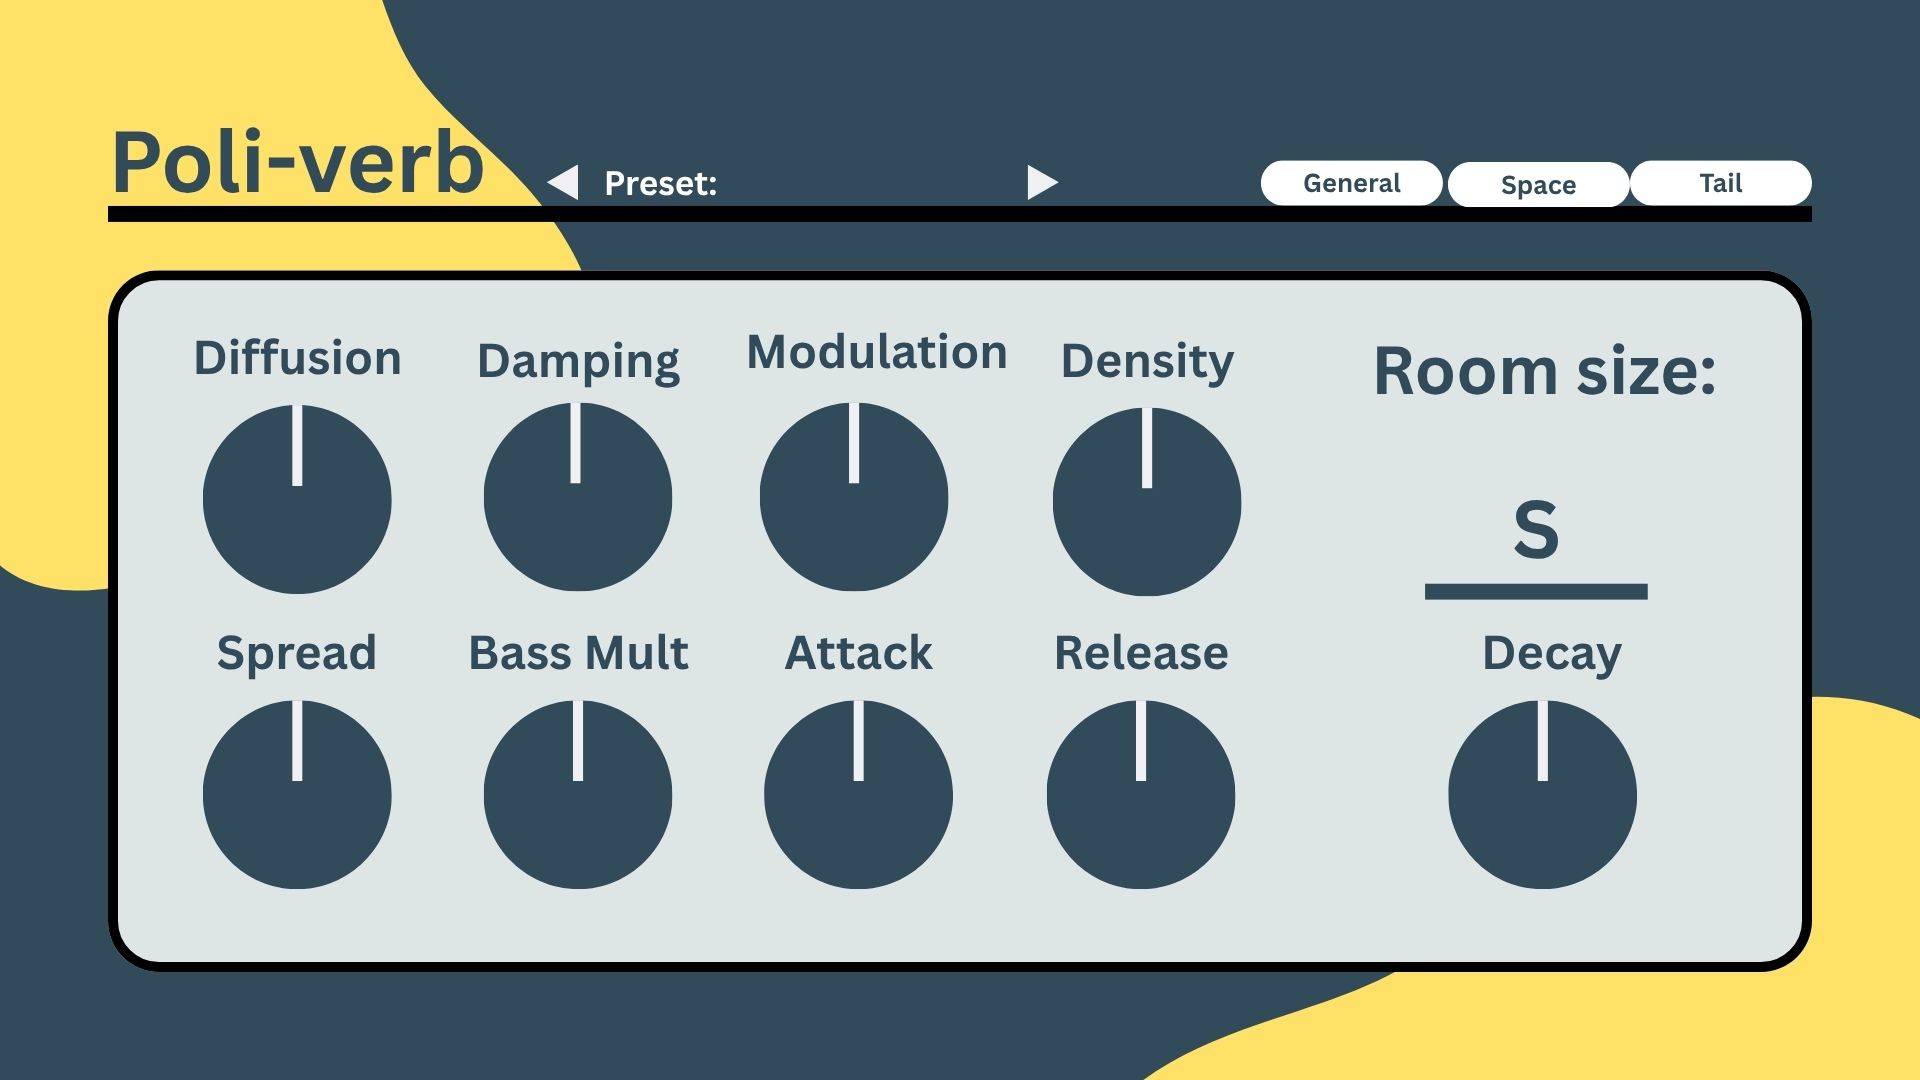 Poli-verb
Preset:
General
Space
Tail
Diffusion
Damping
Modulation
Density
Room size:
S
Spread
Bass Mult
Attack
Release
Decay